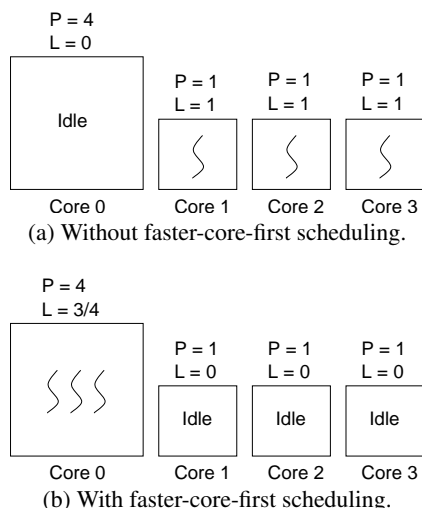 P = 4
L = 0
Idle
P = 1 P = 1 P = 1
L = 1 L = 1 L = 1
Core 0 Core 1 Core 2 Core 3
(a) Without faster-core-first scheduling.
P = 4
L = 3/4
P = 1 P = 1 P = 1
L = 0 L = 0 L = 0
Idle Idle Idle
Core 0 Core 1 Core 2 Core 3
(b) With faster-core-first scheduling.